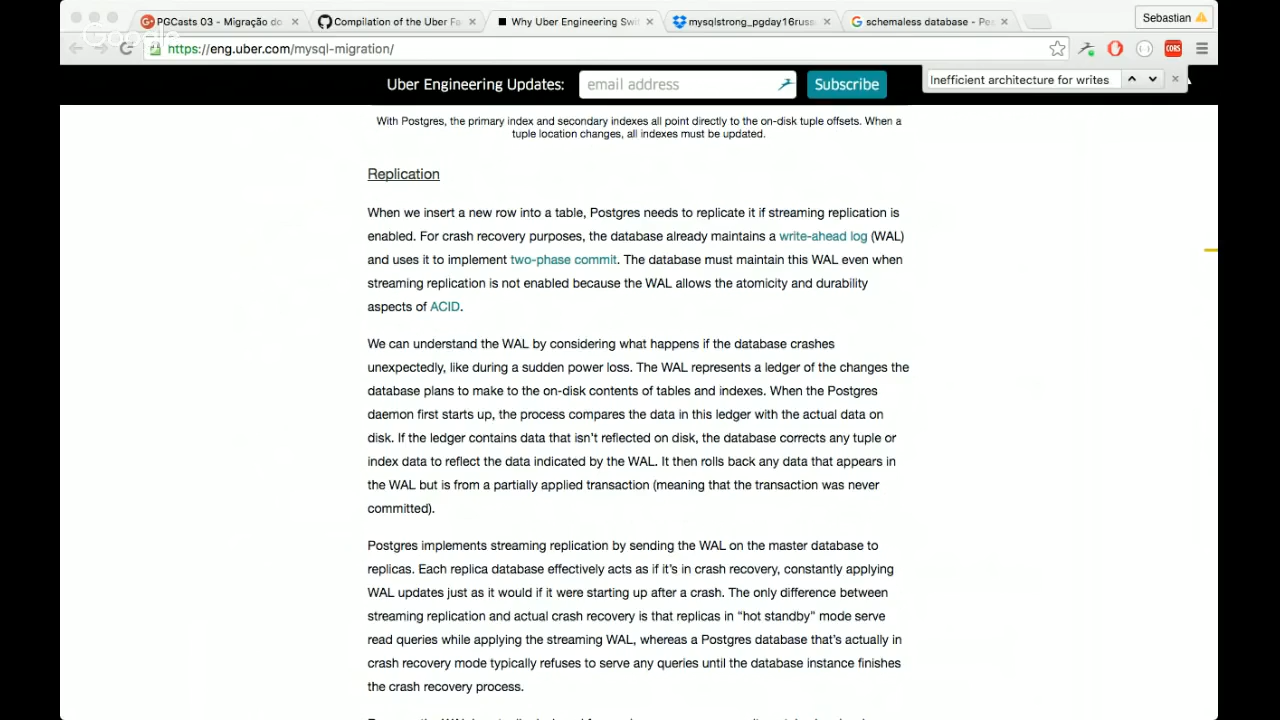 PGCasts 03 - Migração do
Compilation of the Uber Fo
Why Uber Engineering Swi
mysqlstrong_pgday16russ
schemaless database - Pes
Sebastian
https://eng.uber.com/mysql-migration/
CORS
Uber Engineering Updates:
email address
Subscribe
Inefficient architecture for writes
With Postgres, the primary index and secondary indexes all point directly to the on-disk tuple offsets. When a
tuple location changes, all indexes must be updated.
Replication
When we insert a new row into a table, Postgres needs to replicate it if streaming replication is
enabled. For crash recovery purposes, the database already maintains a write-ahead log (WAL)
and uses it to implement two-phase commit. The database must maintain this WAL even when
streaming replication is not enabled because the WAL allows the atomicity and durability
aspects of ACID.
We can understand the WAL by considering what happens if the database crashes
unexpectedly, like during a sudden power loss. The WAL represents a ledger of the changes the
database plans to make to the on-disk contents of tables and indexes. When the Postgres
daemon first starts up, the process compares the data in this ledger with the actual data on
disk. If the ledger contains data that isn't reflected on disk, the database corrects any tuple or
index data to reflect the data indicated by the WAL. It then rolls back any data that appears in
the WAL but is from a partially applied transaction (meaning that the transaction was never
committed).
Postgres implements streaming replication by sending the WAL on the master database to
replicas. Each replica database effectively acts as if it's in crash recovery, constantly applying
WAL updates just as it would if it were starting up after a crash. The only difference between
streaming replication and actual crash recovery is that replicas in "hot standby" mode serve
read queries while applying the streaming WAL, whereas a Postgres database that's actually in
crash recovery mode typically refuses to serve any queries until the database instance finishes
the crash recovery process.